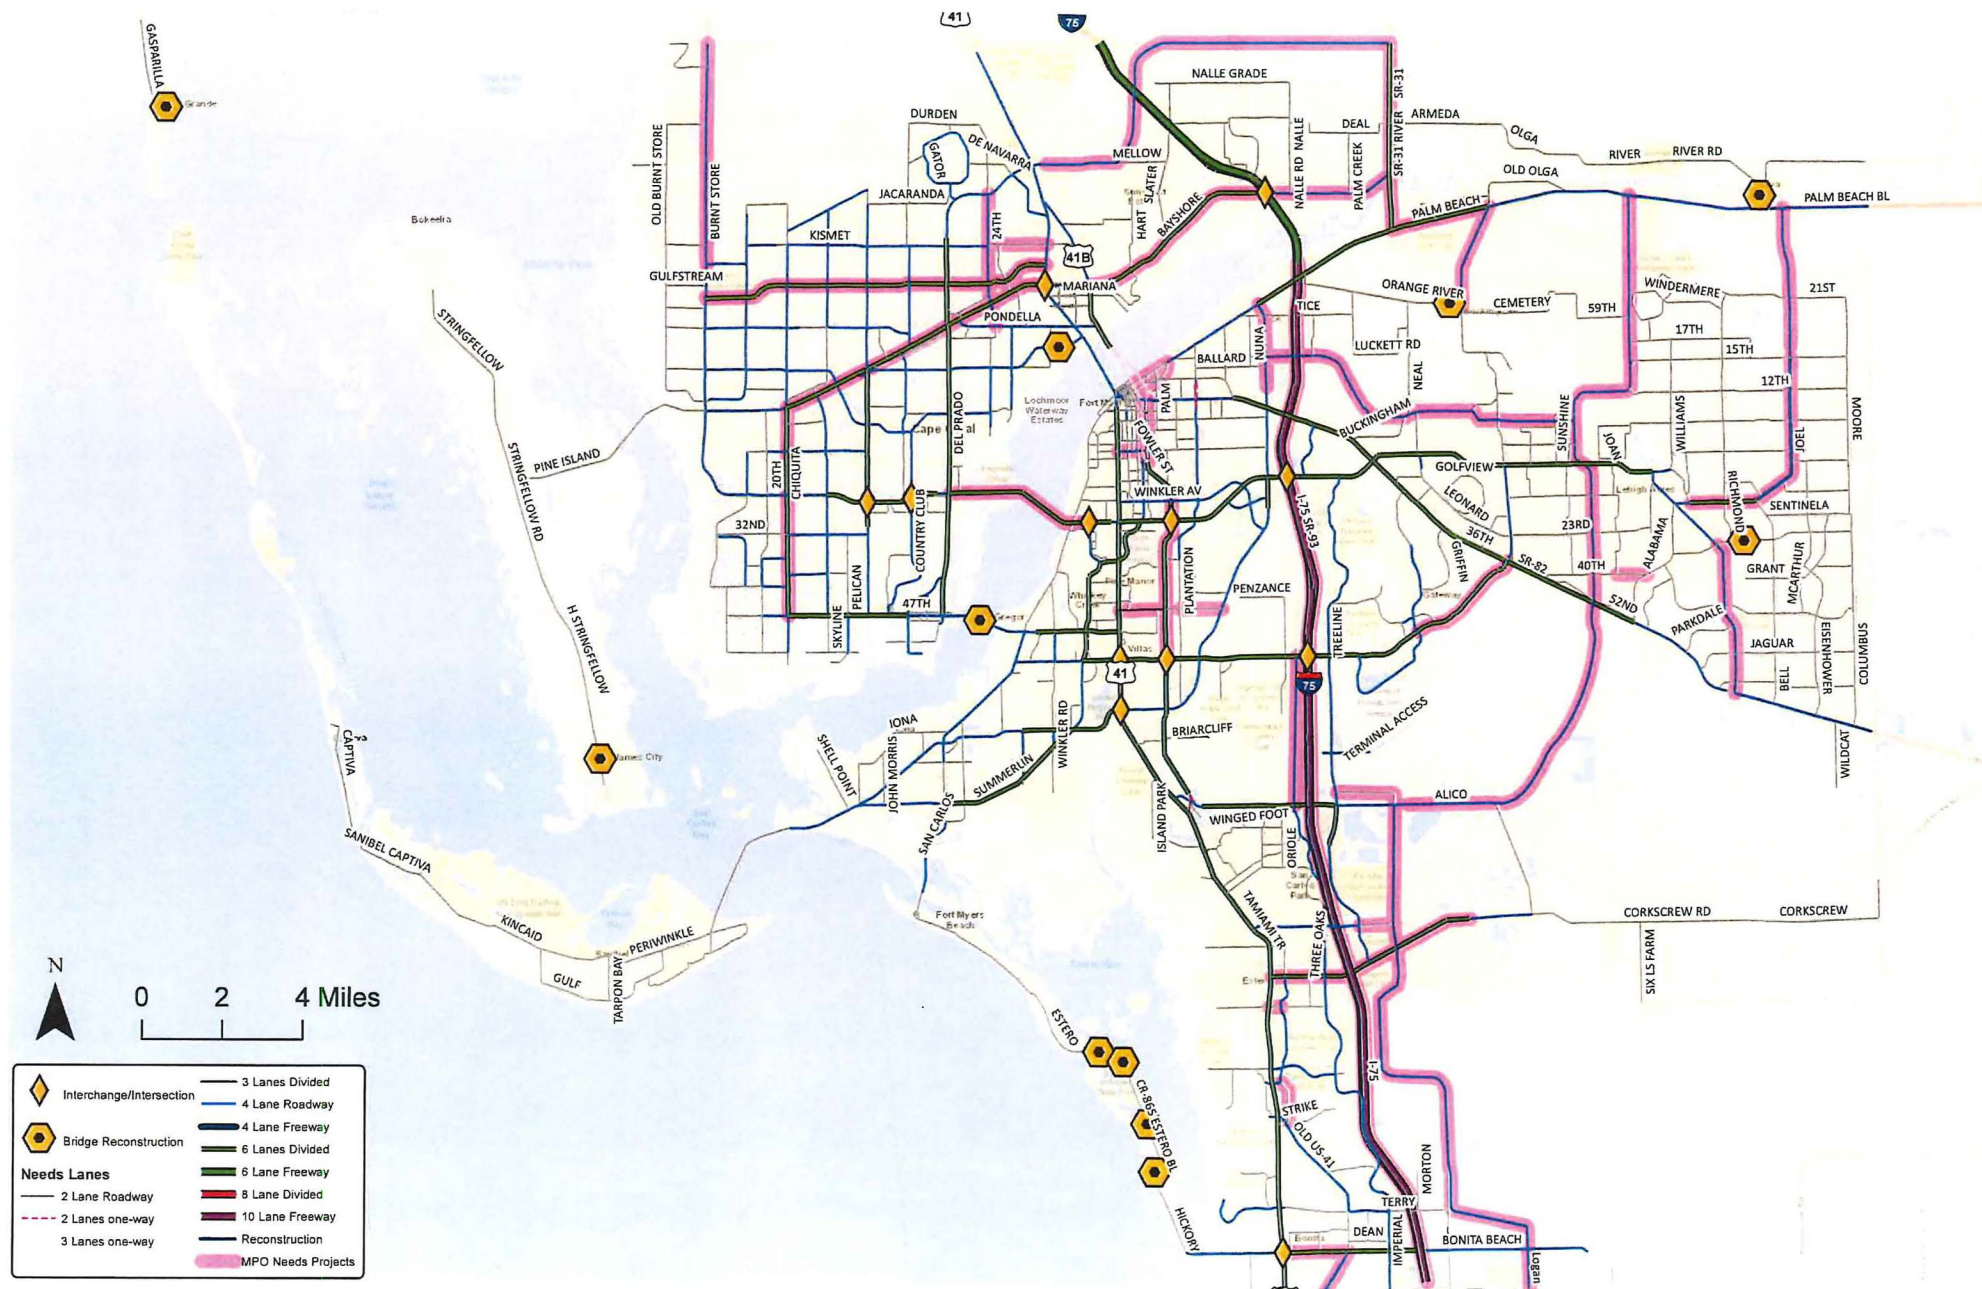 41
75
GASPARILLA
Grande
NALLE GRADE
SR-31
DURDEN
DE NAVARRA
GATOR
MELLOW
SLATER
HART
NALLE RD NALLE
DEAL
PALM CREEK
SR-31 RIVER
ARMEDA
OLGA
RIVER
RIVER RD
OLD OLGA
PALM BEACH
PALM BEACH BL
OLD BURNT STORE
BURNT STORE
JACARANDA
KISMET
24TH
BAYSHORE
Bokeelia
41B
GULFSTREAM
MARIANA
PONDELLA
TICE
ORANGE RIVER
CEMETERY
59TH
WINDERMERE
21ST
17TH
15TH
12TH
STRINGFELLOW
NUNA
BALLARD
LUCKETT RD
NEAL
PALM
Lochmoor
Waterway
Estates
DEL PRADO
BUCKINGHAM
SUNSHINE
JOAN
WILLIAMS
JOEL
MOORE
FOWLER ST
STRINGFELLOW RD
PINE ISLAND
20TH
CHIQUITA
COUNTRY CLUB
WINKLER AV
GOLFVIEW
LEONARD
I-75 SR-93
32ND
36TH
GRIFFIN
SR-82
23RD
40TH
ALABAMA
RICHMOND
SENTINELA
GRANT
MCARTHUR
PLANTATION
PENZANCE
TREELINE
Gateway
H STRINGFELLOW
PELICAN
SKYLINE
47TH
52ND
PARKDALE
JAGUAR
BELL
EISENHOWER
COLUMBUS
Villas
41
75
IONA
JOHN MORRIS
SHELL POINT
SUMMERLIN
SAN CARLOS
WINKLER RD
BRIARCLIFF
TERMINAL ACCESS
WILDCAT
James City
CAPTIVA
SANIBEL CAPTIVA
ISLAND PARK
WINGED FOOT
ORIOLE
ALICO
KINCAID
PERIWINKLE
GULF
TARPON BAY
Fort Myers
Beach
TAMIAMI TR
THREE OAKS
CORKSCREW RD
CORKSCREW
SIX LS FARM
ESTERO
CR-865 ESTERO BL
I-75
STRIKE
OLD US-41
MORTON
TERRY
DEAN
IMPERIAL
BONITA BEACH
Bonita
HICKORY
Logan
N
0 2 4 Miles
Interchange/Intersection
Bridge Reconstruction
Needs Lanes
2 Lane Roadway
2 Lanes one-way
3 Lanes one-way
3 Lanes Divided
4 Lane Roadway
4 Lane Freeway
6 Lanes Divided
6 Lane Freeway
8 Lane Divided
10 Lane Freeway
Reconstruction
MPO Needs Projects